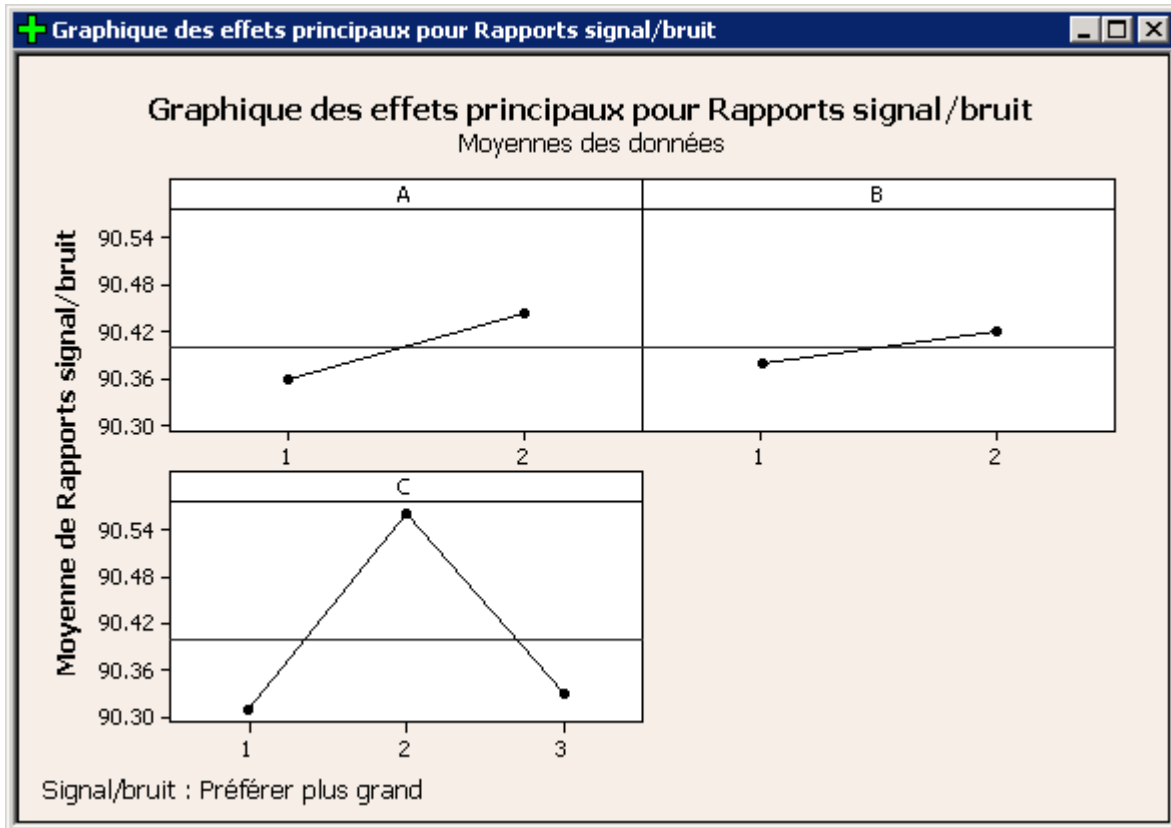 Graphique des effets principaux pour Rapports signal/bruit
Graphique des effets principaux pour Rapports signal/bruit
Moyennes des données
Moyenne de Rapports signal/bruit
A
B
90.54
90.48
90.42
90.36
90.30
1 2
1 2
C
90.54
90.48
90.42
90.36
90.30
1 2 3
Signal/bruit : Préférer plus grand